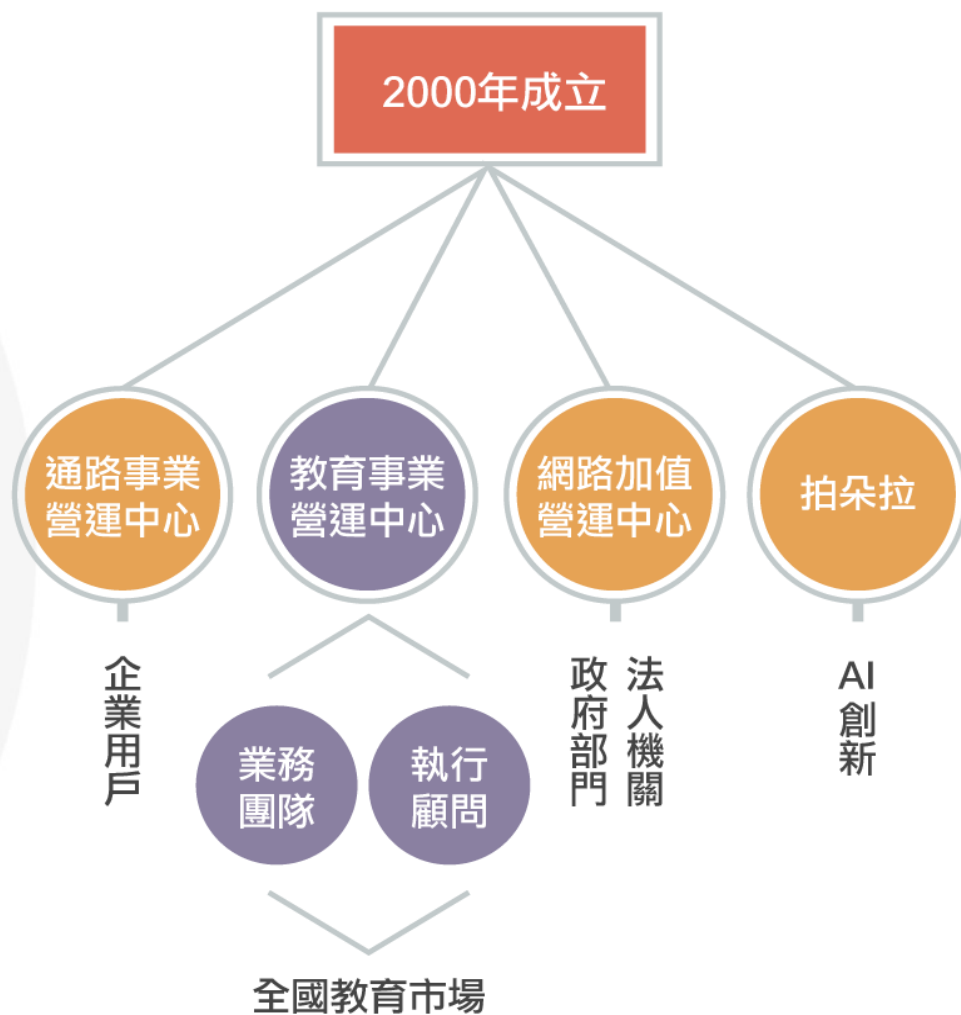 2000年成立
通路事業
營運中心
教育事業
營運中心
網路加值
營運中心
拍朵拉
企業用戶
業務
團隊
執行
顧問
法人機關
政府部門
AI
創新
全國教育市場